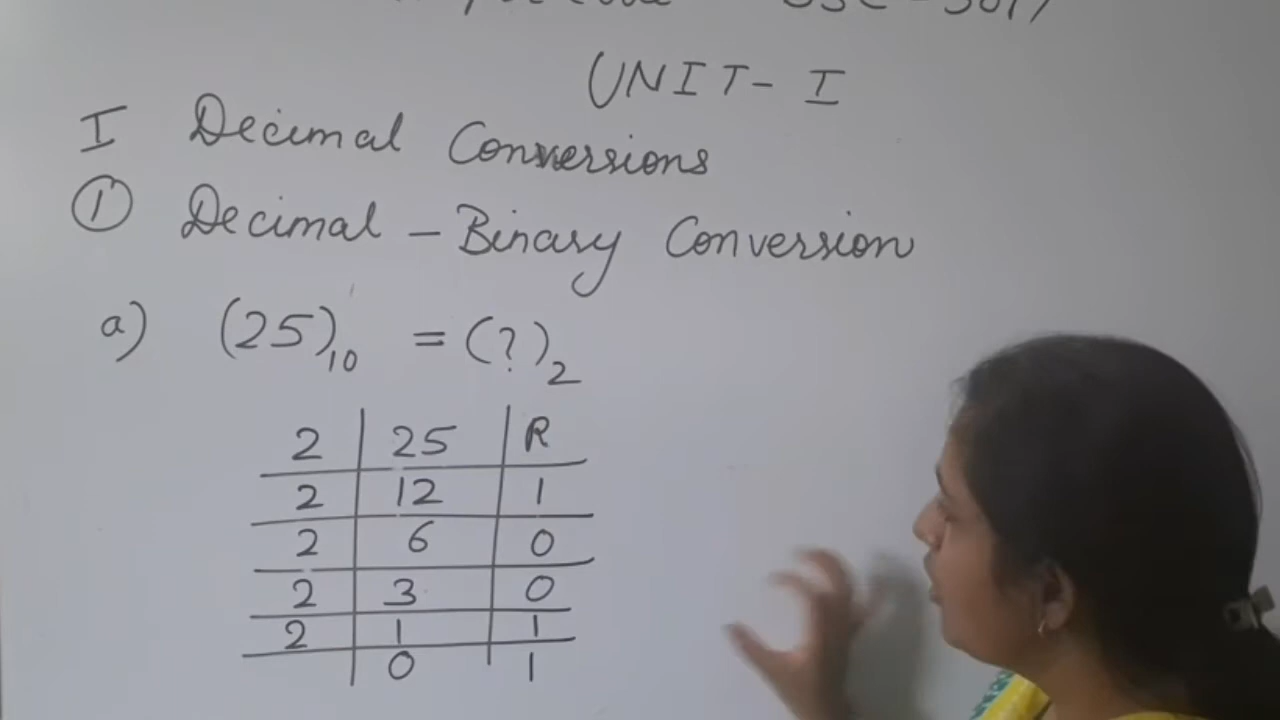 UNIT - I
I Decimal Conversions
① Decimal - Binary Conversion
a) (25)₁₀ = (?)₂
2 | 25 | R
2 | 12 | 1
2 | 6 | 0
2 | 3 | 0
2 | 1 | 1
| 0 | 1